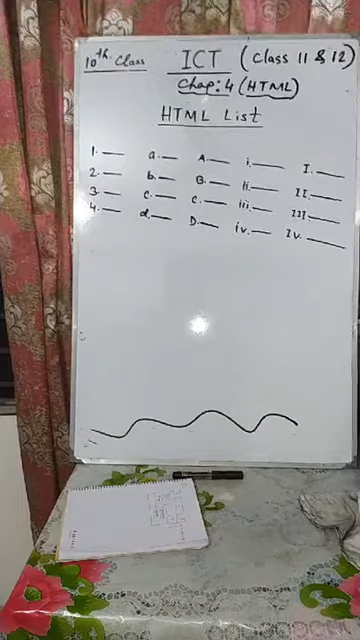 10th Class
ICT (Class 11 & 12)
Chap: 4 (HTML)
HTML List
1. a. A. i. I.
2. b. B. ii. II.
3. c. c. iii. III.
4. d. D. iv. Iv.